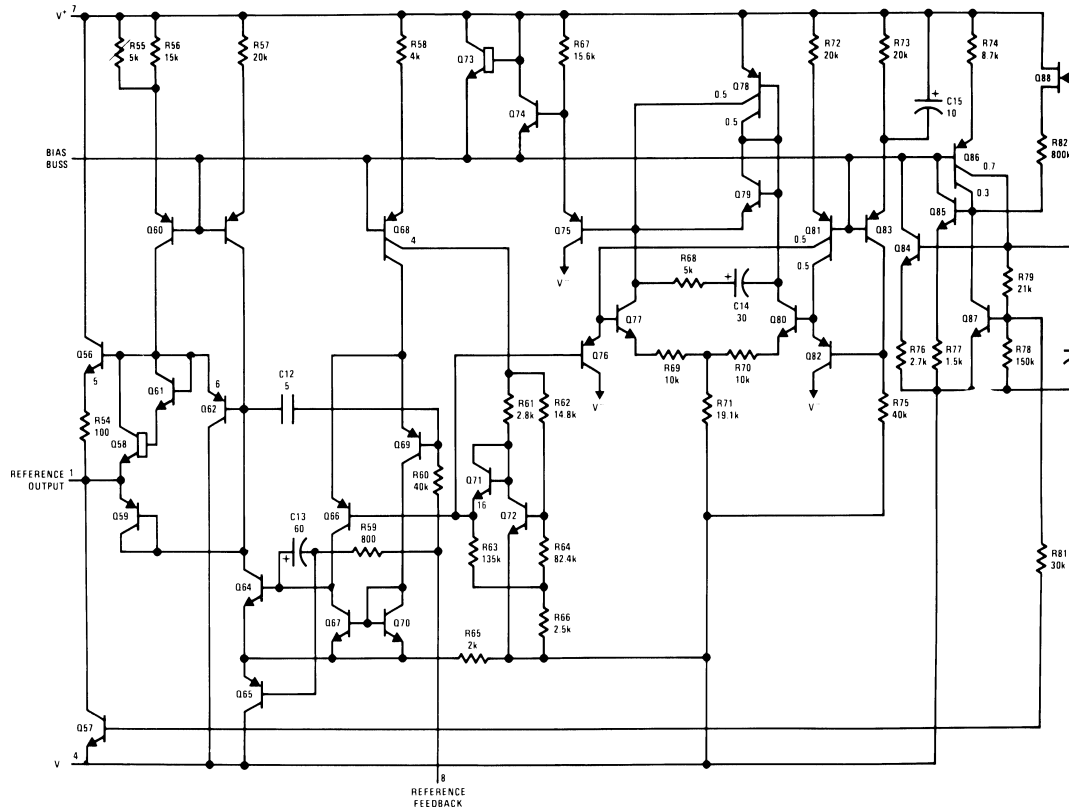 V+ 7
R55
5k
R56
15k
R57
20k
R58
4k
Q73
Q74
R67
15.6k
Q78
0.5
0.5
R72
20k
R73
20k
C15
10
+
R74
8.7k
Q88
R82
800k
BIAS
BUSS
Q60
Q68
4
Q75
V−
Q79
Q81
0.5
0.5
Q83
Q86
0.7
0.3
Q85
Q84
R68
5k
+
C14
30
Q77
Q80
R79
21k
Q87
Q56
5
Q61
6
Q62
C12
5
Q76
V−
R69
10k
R70
10k
Q82
V−
R76
2.7k
R77
1.5k
R78
150k
R54
100
Q58
R61
2.8k
R62
14.8k
R71
19.1k
R75
40k
Q69
R60
40k
REFERENCE 1
OUTPUT
Q59
Q71
16
Q72
Q66
C13
60
+
R59
800
R63
135k
R64
82.4k
R81
30k
Q64
Q67
Q70
R66
2.5k
R65
2k
Q65
Q57
V 4
8
REFERENCE
FEEDBACK